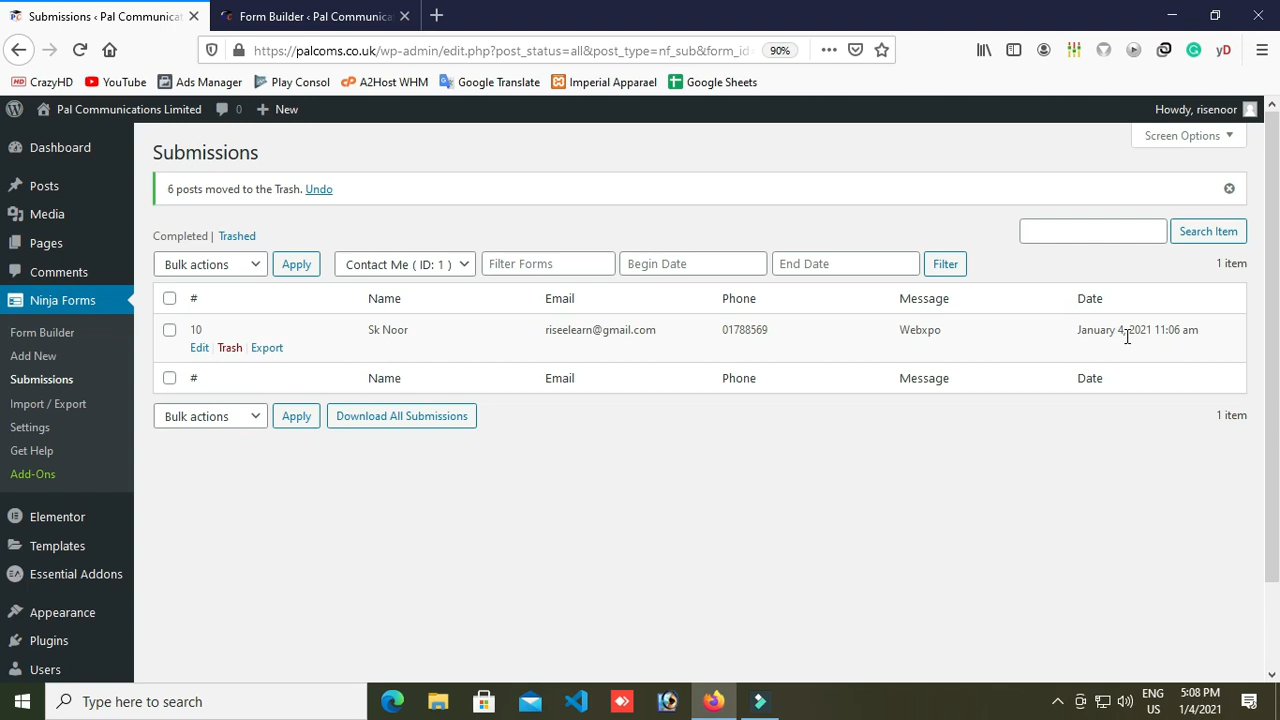 Submissions ‹ Pal Communicat
Form Builder ‹ Pal Communica
https://palcoms.co.uk/wp-admin/edit.php?post_status=all&post_type=nf_sub&form_id=
90%
yD
CrazyHD
YouTube
Ads Manager
Play Consol
A2Host WHM
Google Translate
Imperial Apparael
Google Sheets
Pal Communications Limited
0
New
Howdy, risenoor
Dashboard
Posts
Media
Pages
Comments
Ninja Forms
Form Builder
Add New
Submissions
Import / Export
Settings
Get Help
Add-Ons
Elementor
Templates
Essential Addons
Appearance
Plugins
Users
Screen Options
Submissions
6 posts moved to the Trash. Undo
Completed | Trashed
Search Item
Bulk actions
Apply
Contact Me ( ID: 1 )
Filter Forms
Begin Date
End Date
Filter
1 item
# Name Email Phone Message Date
10 Sk Noor riseelearn@gmail.com 01788569 Webxpo January 4, 2021 11:06 am
Edit | Trash | Export
# Name Email Phone Message Date
Bulk actions
Apply
Download All Submissions
1 item
Type here to search
ENG
US
5:08 PM
1/4/2021